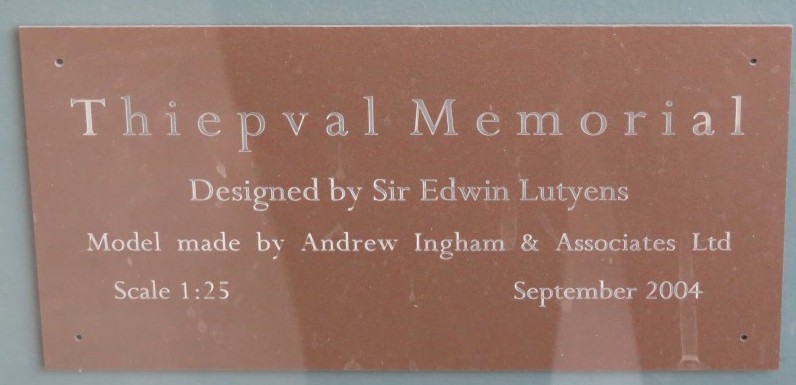 Thiepval Memorial
Designed by Sir Edwin Lutyens
Model made by Andrew Ingham & Associates Ltd
Scale 1:25 September 2004